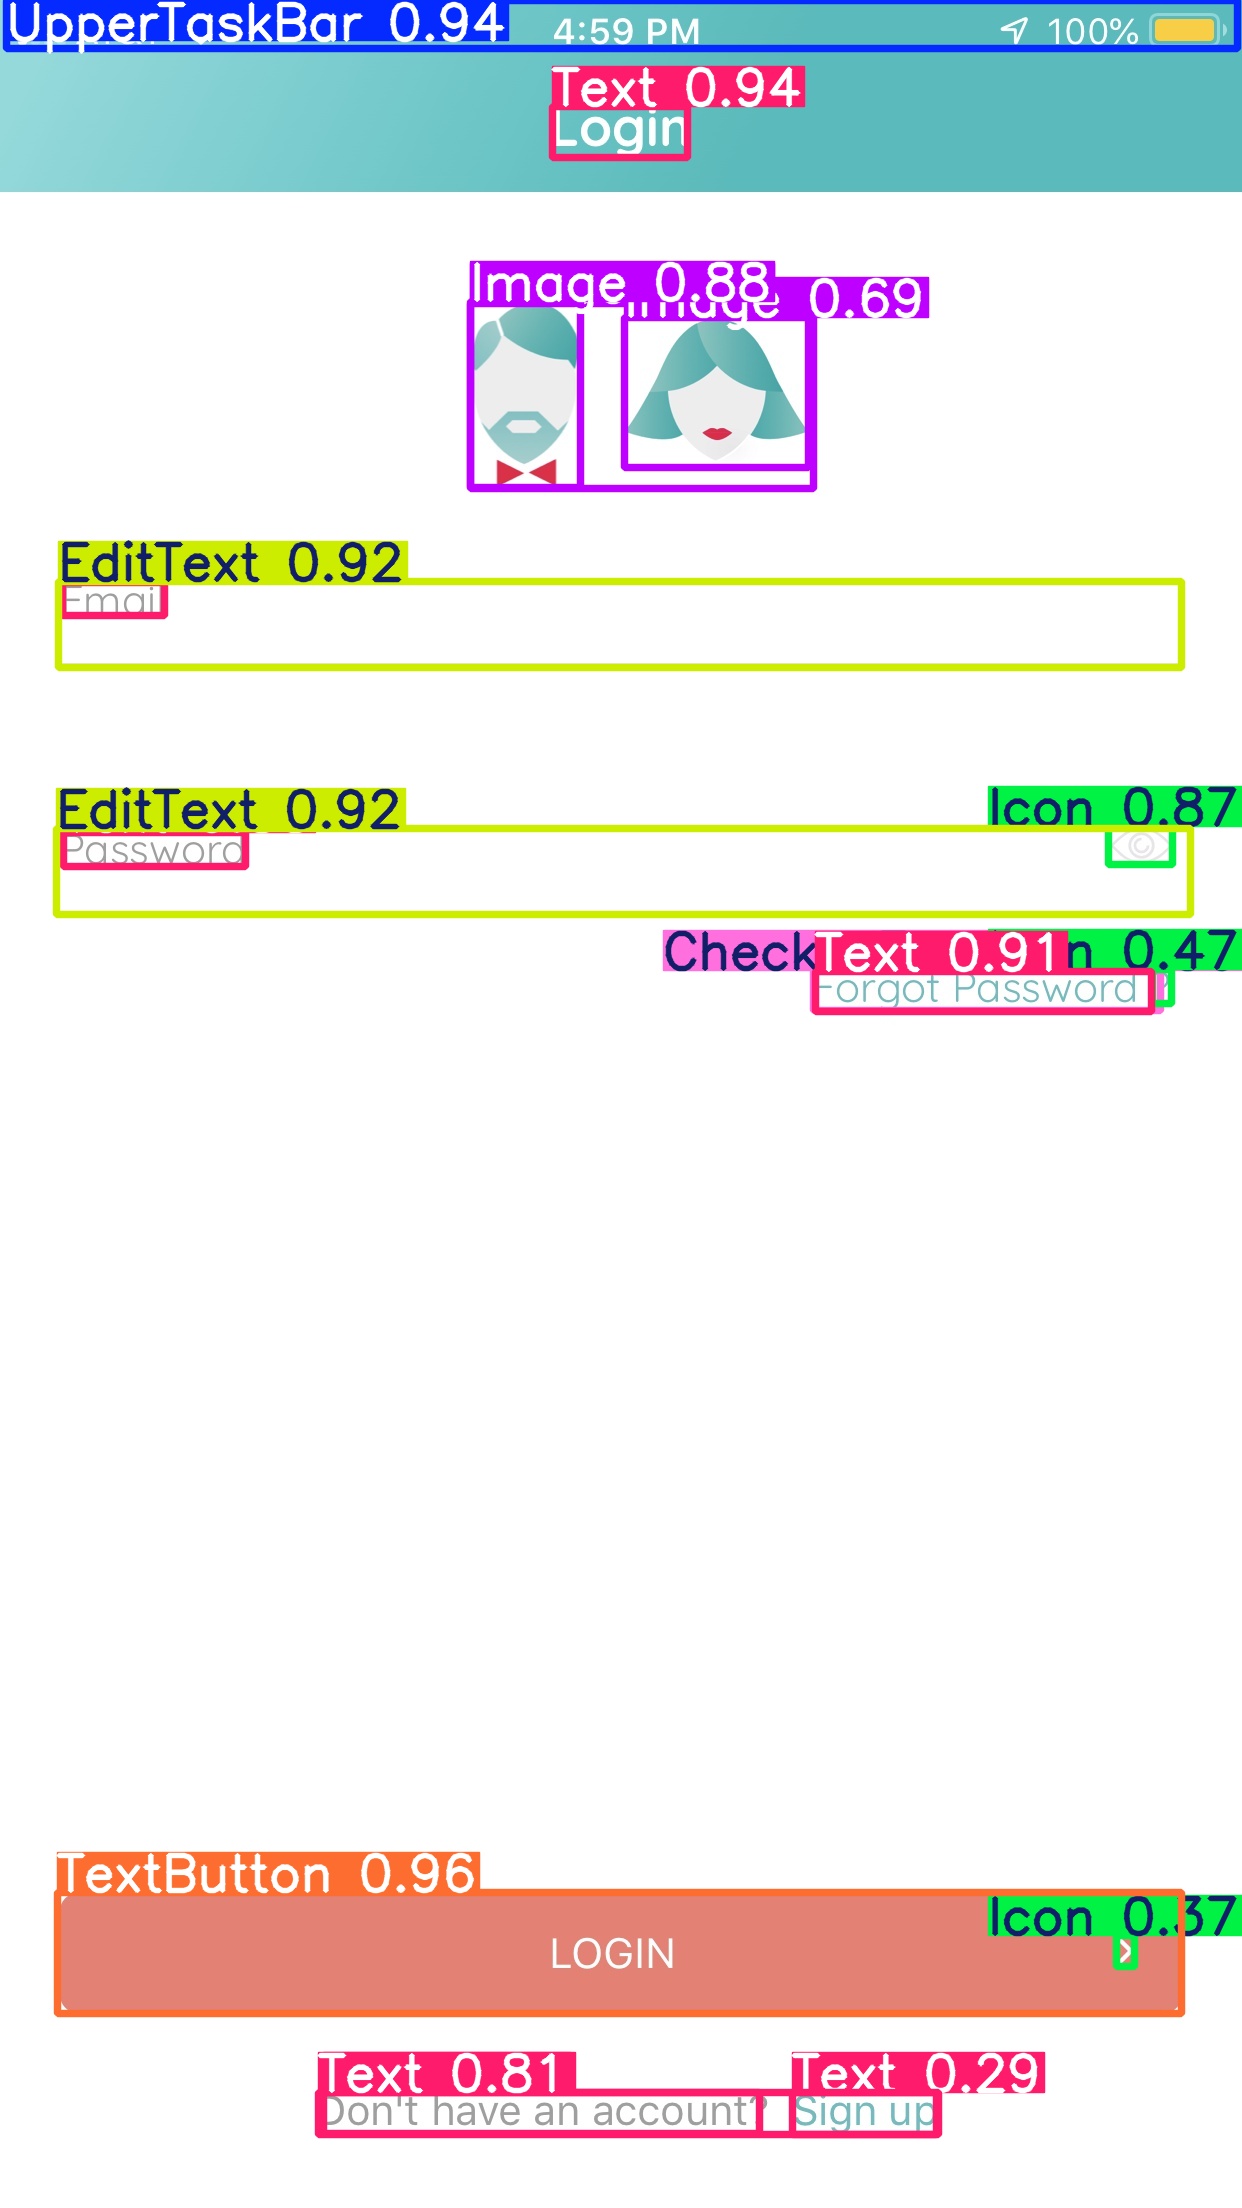 UpperTaskBar 0.94
4:59 PM
100%
Text 0.94
Login
Image 0.88
0.69
EditText 0.92
Email
EditText 0.92
Icon 0.87
Password
Check
Text 0.91
0.47
Forgot Password ?
TextButton 0.96
Icon 0.37
LOGIN
Text 0.81
Text 0.29
Don't have an account? Sign up